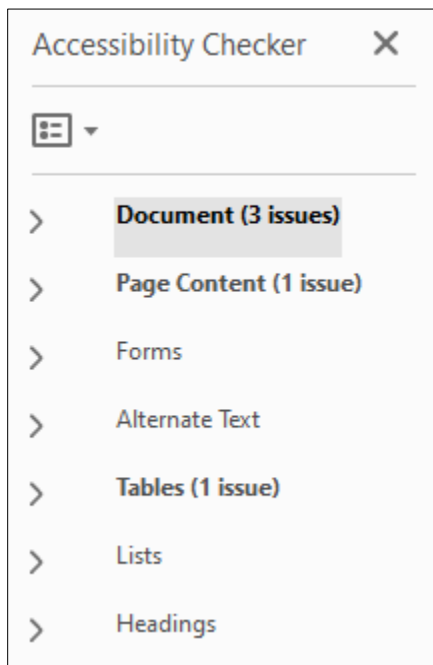 Accessibility Checker
Document (3 issues)
Page Content (1 issue)
Forms
Alternate Text
Tables (1 issue)
Lists
Headings